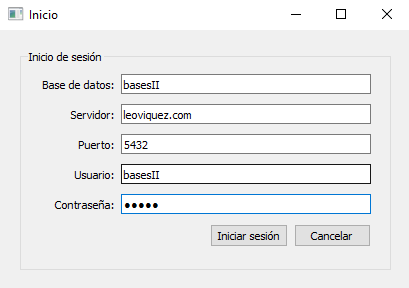 Inicio
Inicio de sesión
Base de datos: basesII
Servidor: leoviquez.com
Puerto: 5432
Usuario: basesII
Contraseña: ●●●●●
Iniciar sesión Cancelar